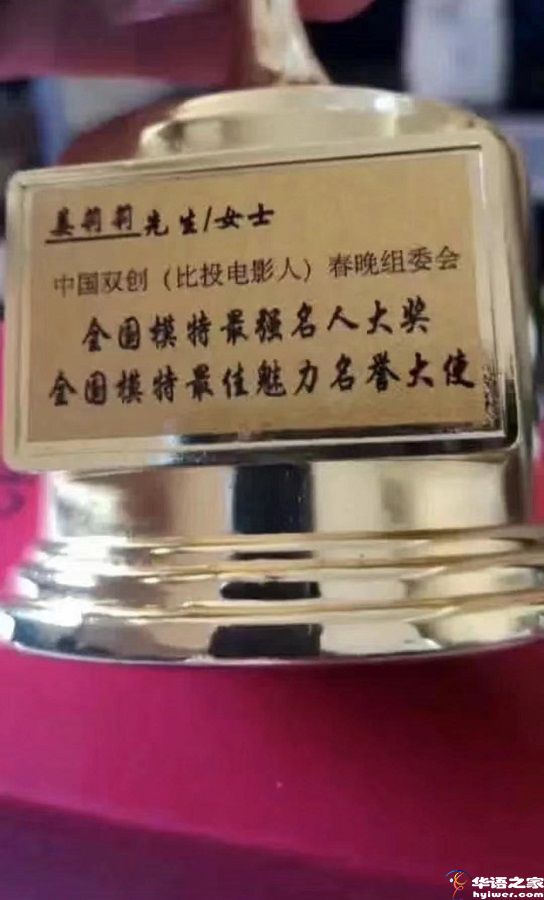 姜莉莉先生/女士
中国双创（比投电影人）春晚组委会
全国模特最强名人大奖
全国模特最佳魅力名誉大使
华语之家
hyiwer.com